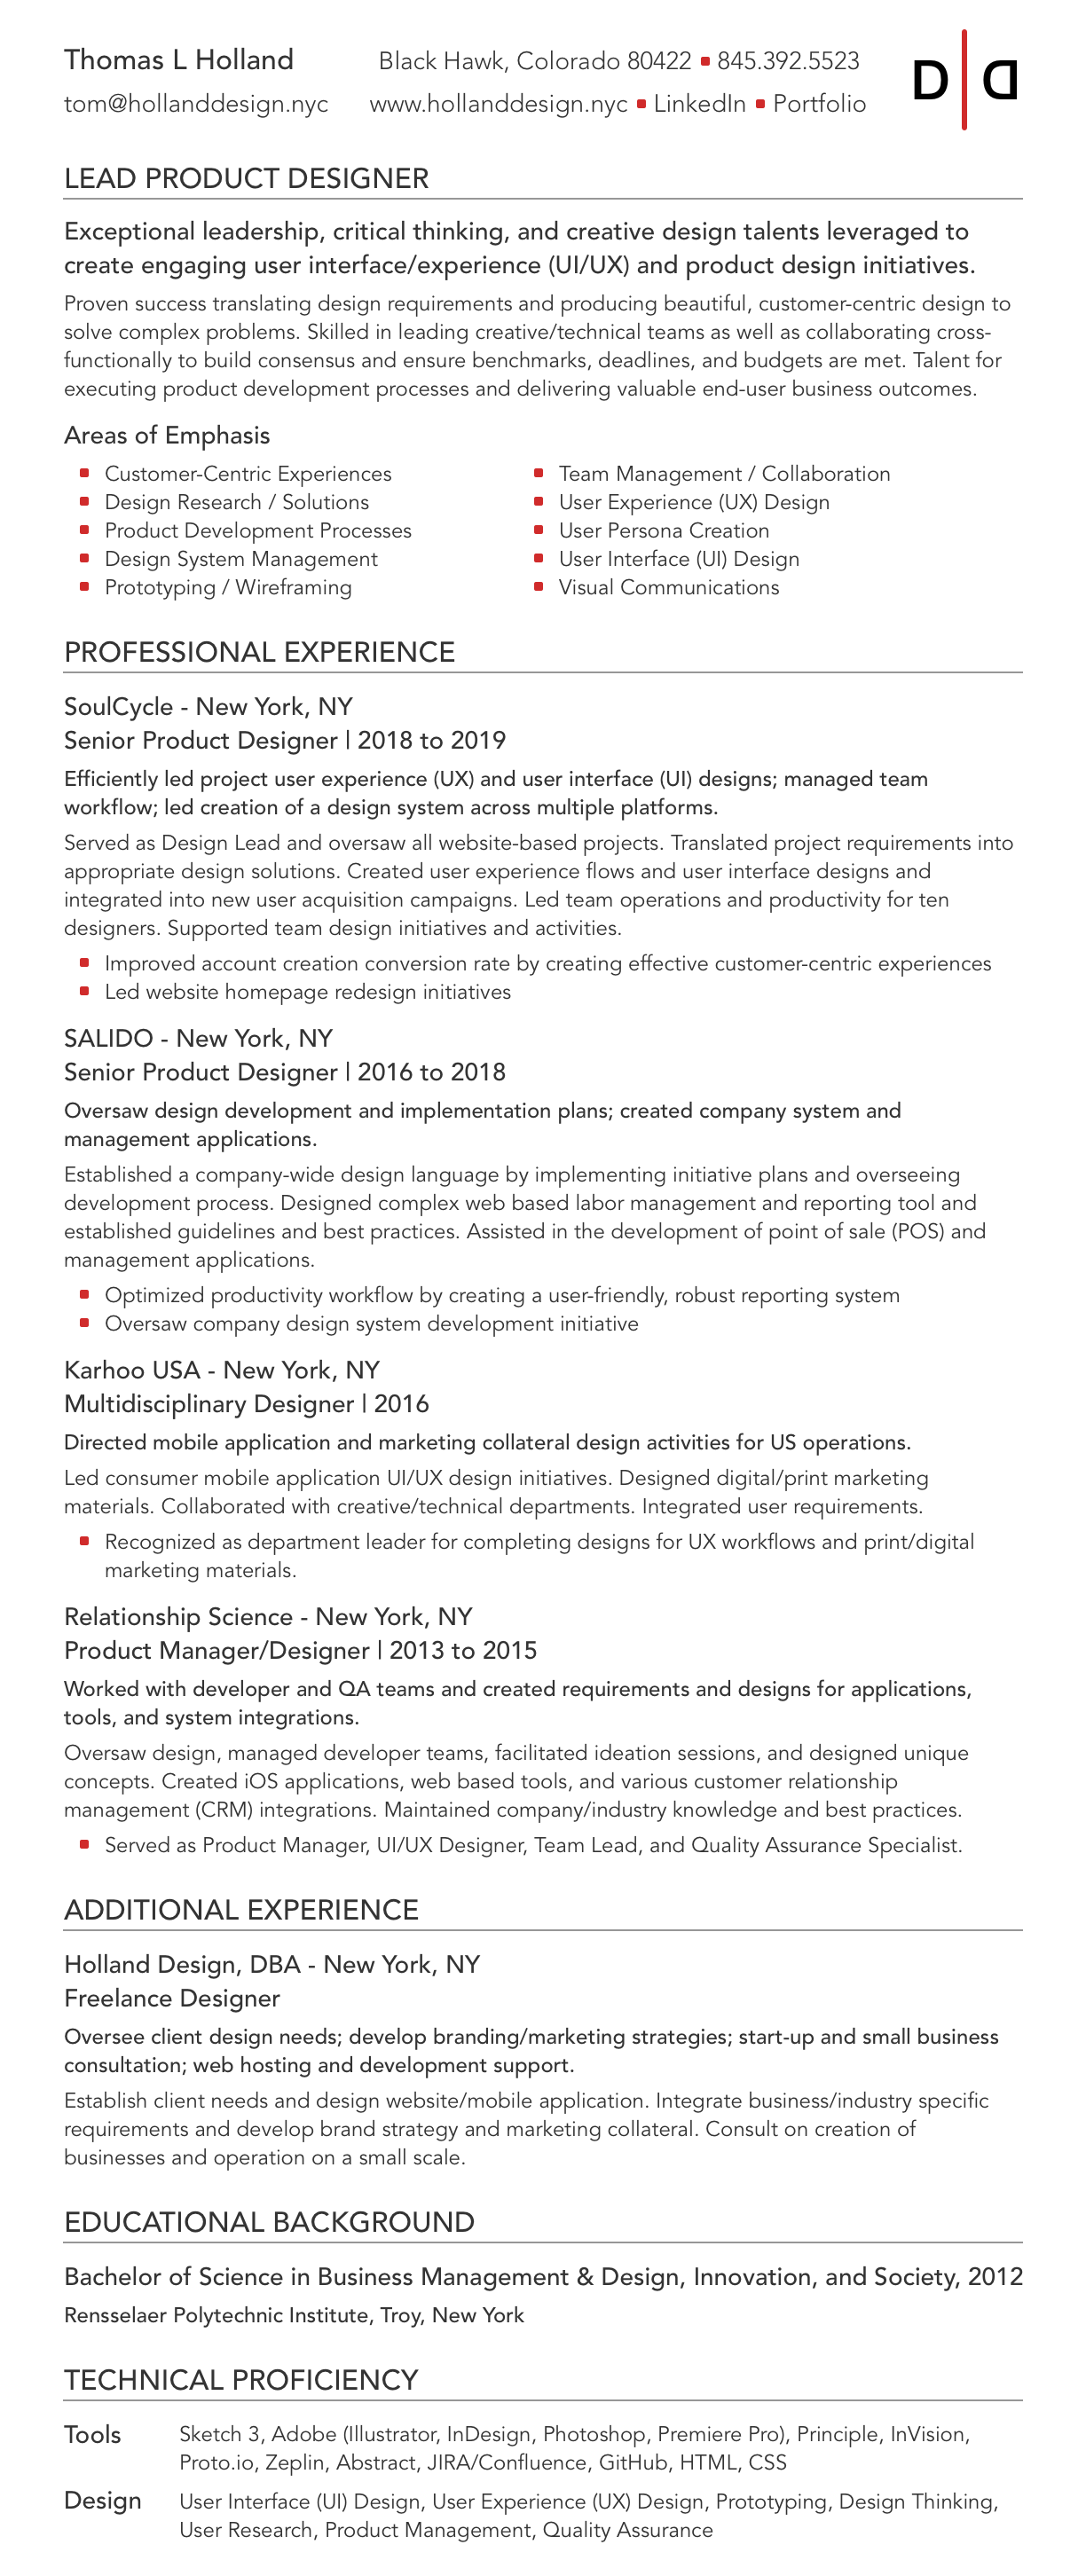 Thomas L Holland
Black Hawk, Colorado 80422 ▪ 845.392.5523
tom@hollanddesign.nyc
www.hollanddesign.nyc ▪ LinkedIn ▪ Portfolio
D|D
LEAD PRODUCT DESIGNER
Exceptional leadership, critical thinking, and creative design talents leveraged to
create engaging user interface/experience (UI/UX) and product design initiatives.
Proven success translating design requirements and producing beautiful, customer-centric design to
solve complex problems. Skilled in leading creative/technical teams as well as collaborating cross-
functionally to build consensus and ensure benchmarks, deadlines, and budgets are met. Talent for
executing product development processes and delivering valuable end-user business outcomes.
Areas of Emphasis
▪ Customer-Centric Experiences
▪ Design Research / Solutions
▪ Product Development Processes
▪ Design System Management
▪ Prototyping / Wireframing
▪ Team Management / Collaboration
▪ User Experience (UX) Design
▪ User Persona Creation
▪ User Interface (UI) Design
▪ Visual Communications
PROFESSIONAL EXPERIENCE
SoulCycle - New York, NY
Senior Product Designer | 2018 to 2019
Efficiently led project user experience (UX) and user interface (UI) designs; managed team
workflow; led creation of a design system across multiple platforms.
Served as Design Lead and oversaw all website-based projects. Translated project requirements into
appropriate design solutions. Created user experience flows and user interface designs and
integrated into new user acquisition campaigns. Led team operations and productivity for ten
designers. Supported team design initiatives and activities.
▪ Improved account creation conversion rate by creating effective customer-centric experiences
▪ Led website homepage redesign initiatives
SALIDO - New York, NY
Senior Product Designer | 2016 to 2018
Oversaw design development and implementation plans; created company system and
management applications.
Established a company-wide design language by implementing initiative plans and overseeing
development process. Designed complex web based labor management and reporting tool and
established guidelines and best practices. Assisted in the development of point of sale (POS) and
management applications.
▪ Optimized productivity workflow by creating a user-friendly, robust reporting system
▪ Oversaw company design system development initiative
Karhoo USA - New York, NY
Multidisciplinary Designer | 2016
Directed mobile application and marketing collateral design activities for US operations.
Led consumer mobile application UI/UX design initiatives. Designed digital/print marketing
materials. Collaborated with creative/technical departments. Integrated user requirements.
▪ Recognized as department leader for completing designs for UX workflows and print/digital
marketing materials.
Relationship Science - New York, NY
Product Manager/Designer | 2013 to 2015
Worked with developer and QA teams and created requirements and designs for applications,
tools, and system integrations.
Oversaw design, managed developer teams, facilitated ideation sessions, and designed unique
concepts. Created iOS applications, web based tools, and various customer relationship
management (CRM) integrations. Maintained company/industry knowledge and best practices.
▪ Served as Product Manager, UI/UX Designer, Team Lead, and Quality Assurance Specialist.
ADDITIONAL EXPERIENCE
Holland Design, DBA - New York, NY
Freelance Designer
Oversee client design needs; develop branding/marketing strategies; start-up and small business
consultation; web hosting and development support.
Establish client needs and design website/mobile application. Integrate business/industry specific
requirements and develop brand strategy and marketing collateral. Consult on creation of
businesses and operation on a small scale.
EDUCATIONAL BACKGROUND
Bachelor of Science in Business Management & Design, Innovation, and Society, 2012
Rensselaer Polytechnic Institute, Troy, New York
TECHNICAL PROFICIENCY
Tools Sketch 3, Adobe (Illustrator, InDesign, Photoshop, Premiere Pro), Principle, InVision,
Proto.io, Zeplin, Abstract, JIRA/Confluence, GitHub, HTML, CSS
Design User Interface (UI) Design, User Experience (UX) Design, Prototyping, Design Thinking,
User Research, Product Management, Quality Assurance